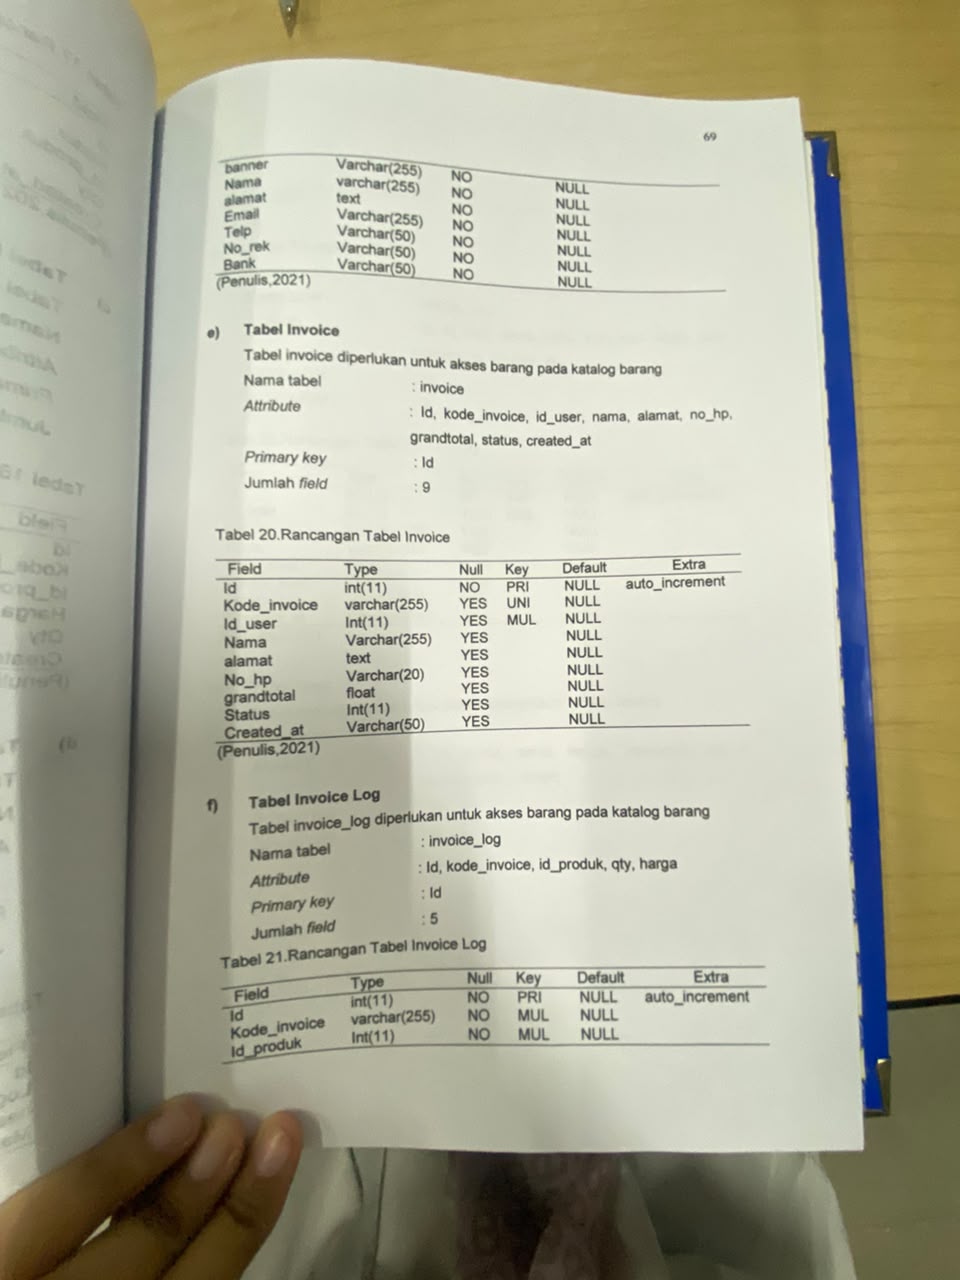 69
banner Varchar(255) NO NULL
Nama varchar(255) NO NULL
alamat text NO NULL
Email Varchar(255) NO NULL
Telp Varchar(50) NO NULL
No_rek Varchar(50) NO NULL
Bank Varchar(50) NO NULL
(Penulis,2021)
e) Tabel Invoice
Tabel invoice diperlukan untuk akses barang pada katalog barang
Nama tabel : invoice
Attribute : Id, kode_invoice, id_user, nama, alamat, no_hp,
grandtotal, status, created_at
Primary key : Id
Jumlah field : 9
Tabel 20.Rancangan Tabel Invoice
Field Type Null Key Default Extra
Id int(11) NO PRI NULL auto_increment
Kode_invoice varchar(255) YES UNI NULL
Id_user Int(11) YES MUL NULL
Nama Varchar(255) YES NULL
alamat text YES NULL
No_hp Varchar(20) YES NULL
grandtotal float YES NULL
Status Int(11) YES NULL
Created_at Varchar(50) YES NULL
(Penulis,2021)
f) Tabel Invoice Log
Tabel invoice_log diperlukan untuk akses barang pada katalog barang
Nama tabel : invoice_log
Attribute : Id, kode_invoice, id_produk, qty, harga
Primary key : Id
Jumlah field : 5
Tabel 21.Rancangan Tabel Invoice Log
Field Type Null Key Default Extra
Id int(11) NO PRI NULL auto_increment
Kode_invoice varchar(255) NO MUL NULL
Id_produk Int(11) NO MUL NULL